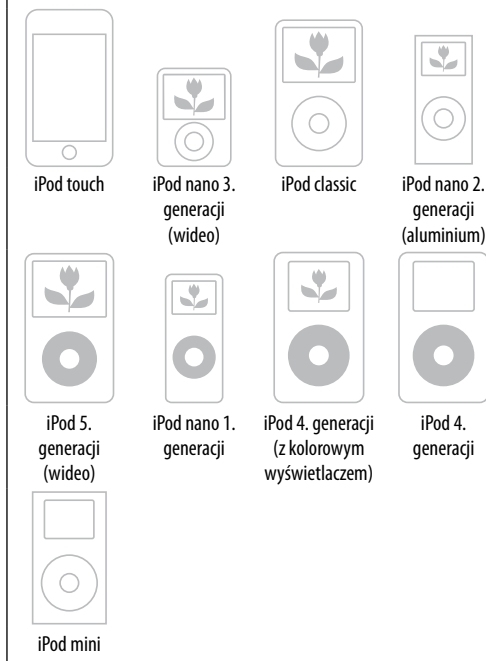 iPod touch
iPod nano 3.
generacji
(wideo)
iPod classic
iPod nano 2.
generacji
(aluminium)
iPod 5.
generacji
(wideo)
iPod nano 1.
generacji
iPod 4. generacji
(z kolorowym
wyświetlaczem)
iPod 4.
generacji
iPod mini